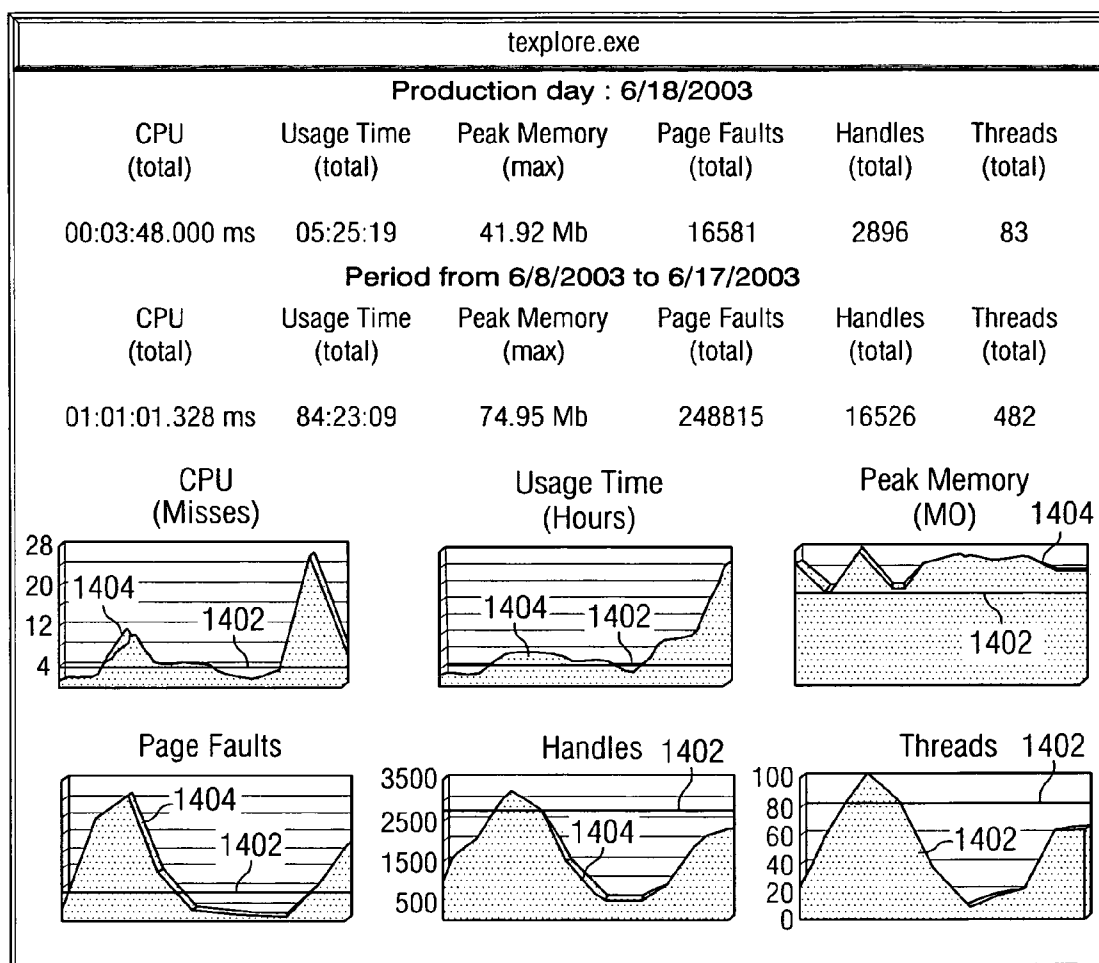 texplore.exe
Production day : 6/18/2003
CPU (total) Usage Time (total) Peak Memory (max) Page Faults (total) Handles (total) Threads (total)
00:03:48.000 ms 05:25:19 41.92 Mb 16581 2896 83
Period from 6/8/2003 to 6/17/2003
CPU (total) Usage Time (total) Peak Memory (max) Page Faults (total) Handles (total) Threads (total)
01:01:01.328 ms 84:23:09 74.95 Mb 248815 16526 482
CPU
(Misses)
28
20
12
4
1404
1402
Usage Time
(Hours)
1404
1402
Peak Memory
(MO)
1404
1402
Page Faults
1404
1402
Handles
1402
3500
2500
1500
500
1404
Threads
1402
100
80
60
40
20
0
1402